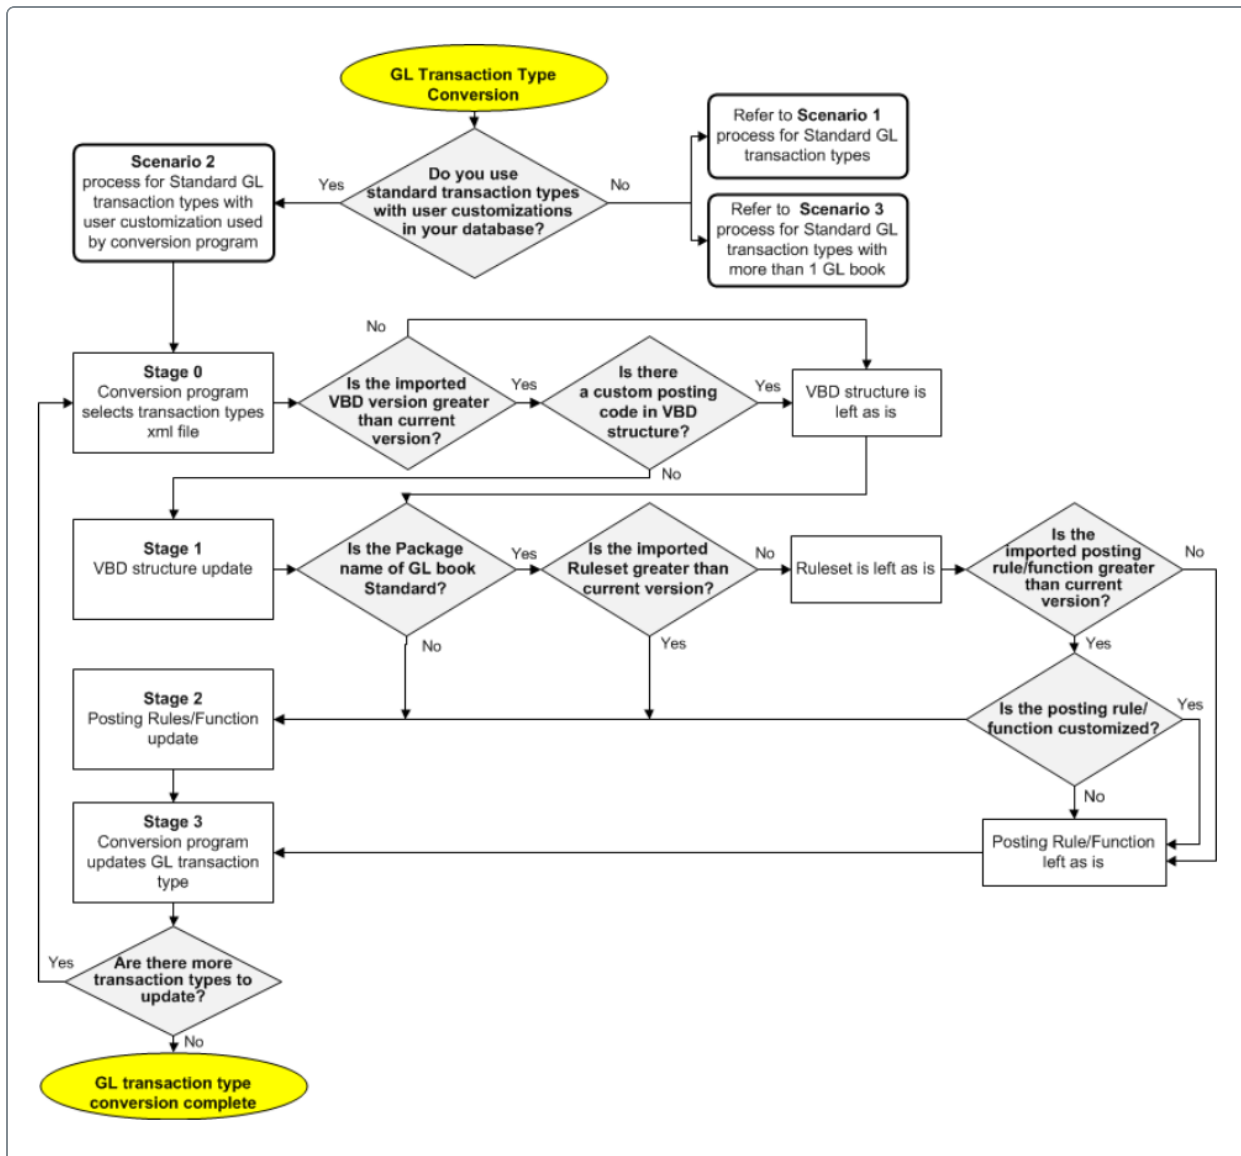 GL Transaction Type
Conversion
Do you use
standard transaction types
with user customizations
in your database?
Yes
No
Scenario 2
process for Standard GL
transaction types with
user customization used
by conversion program
Refer to Scenario 1
process for Standard GL
transaction types
Refer to Scenario 3
process for Standard GL
transaction types with
more than 1 GL book
Stage 0
Conversion program
selects transaction types
xml file
No
Is the imported
VBD version greater
than current
version?
Yes
Is there
a custom posting
code in VBD
structure?
Yes
VBD structure is
left as is
No
Stage 1
VBD structure update
Is the Package
name of GL book
Standard?
Yes
Is the imported
Ruleset greater than
current version?
No
Ruleset is left as is
Is the
imported posting
rule/function greater
than current
version?
No
No
Yes
Yes
Stage 2
Posting Rules/Function
update
Is the posting rule/
function customized?
Yes
No
Stage 3
Conversion program
updates GL transaction
type
Posting Rule/Function
left as is
Yes
Are there more
transaction types to
update?
No
GL transaction type
conversion complete